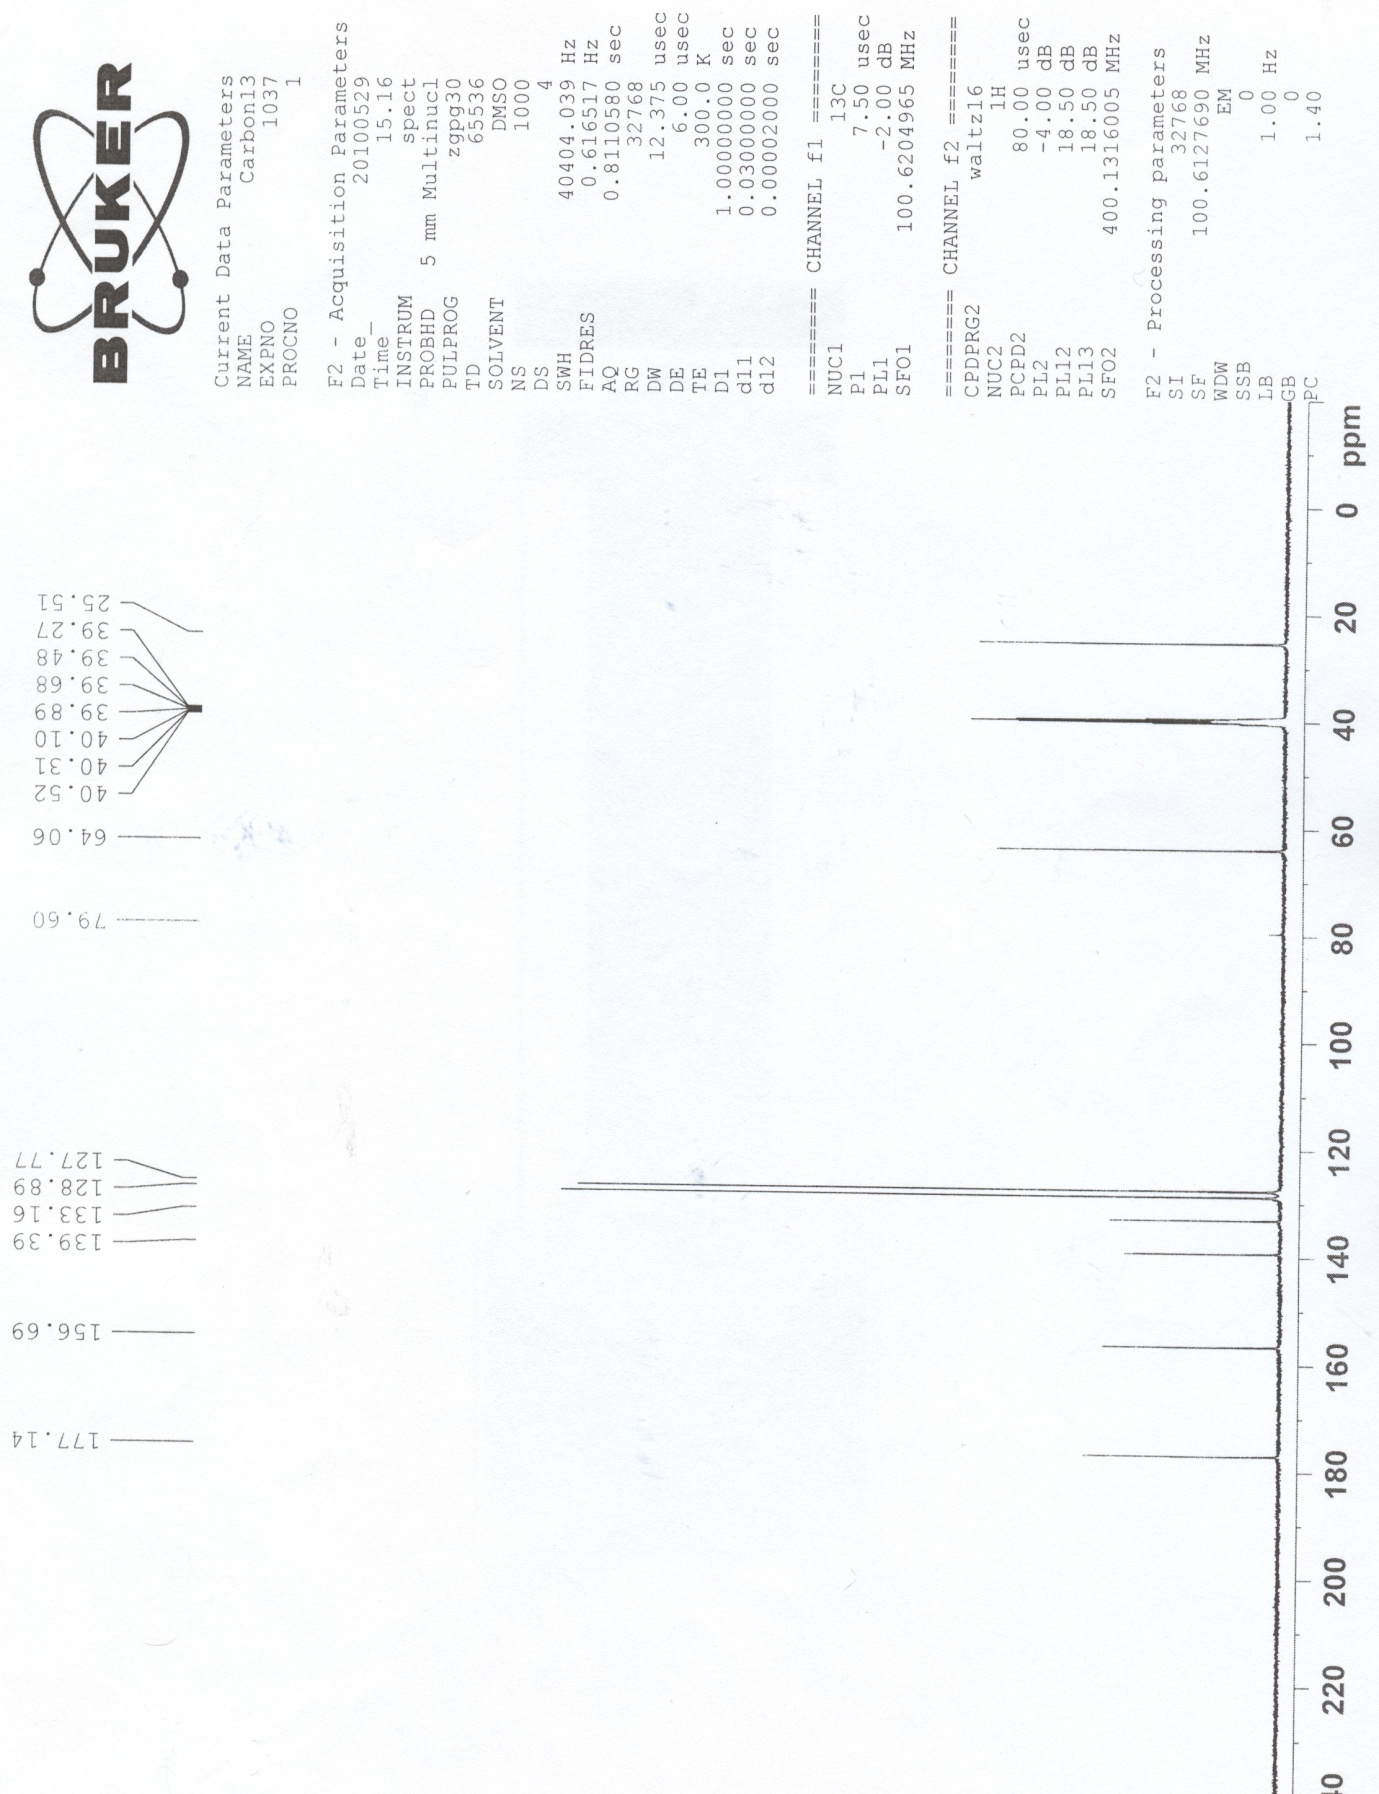 BRUKER
Current Data Parameters
NAME Carbon13
EXPNO 1037
PROCNO 1
F2 - Acquisition Parameters
Date_ 20100529
Time 15.16
INSTRUM spect
PROBHD 5 mm Multinucl
PULPROG zgpg30
TD 65536
SOLVENT DMSO
NS 1000
DS 4
SWH 40404.039 Hz
FIDRES 0.616517 Hz
AQ 0.8110580 sec
RG 32768
DW 12.375 usec
DE 6.00 usec
TE 300.0 K
D1 1.00000000 sec
d11 0.03000000 sec
d12 0.00002000 sec
======== CHANNEL f1 ========
NUC1 13C
P1 7.50 usec
PL1 -2.00 dB
SFO1 100.6204965 MHz
======== CHANNEL f2 ========
CPDPRG2 waltz16
NUC2 1H
PCPD2 80.00 usec
PL2 -4.00 dB
PL12 18.50 dB
PL13 18.50 dB
SFO2 400.1316005 MHz
F2 - Processing parameters
SI 32768
SF 100.6127690 MHz
WDW EM
SSB 0
LB 1.00 Hz
GB 0
PC 1.40
177.14
156.69
139.39
133.16
128.89
127.77
79.60
64.06
40.52
40.31
40.10
39.89
39.68
39.48
39.27
25.51
220 200 180 160 140 120 100 80 60 40 20 0 ppm